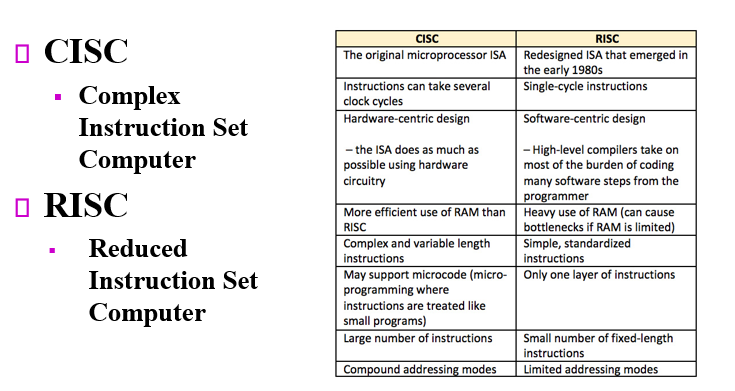 CISC
Complex
Instruction Set
Computer
RISC
Reduced
Instruction Set
Computer
CISC
RISC
The original microprocessor ISA
Redesigned ISA that emerged in
the early 1980s
Instructions can take several
clock cycles
Single-cycle instructions
Hardware-centric design
– the ISA does as much as
possible using hardware
circuitry
Software-centric design
– High-level compilers take on
most of the burden of coding
many software steps from the
programmer
More efficient use of RAM than
RISC
Heavy use of RAM (can cause
bottlenecks if RAM is limited)
Complex and variable length
instructions
Simple, standardized
instructions
May support microcode (micro-
programming where
instructions are treated like
small programs)
Only one layer of instructions
Large number of instructions
Small number of fixed-length
instructions
Compound addressing modes
Limited addressing modes